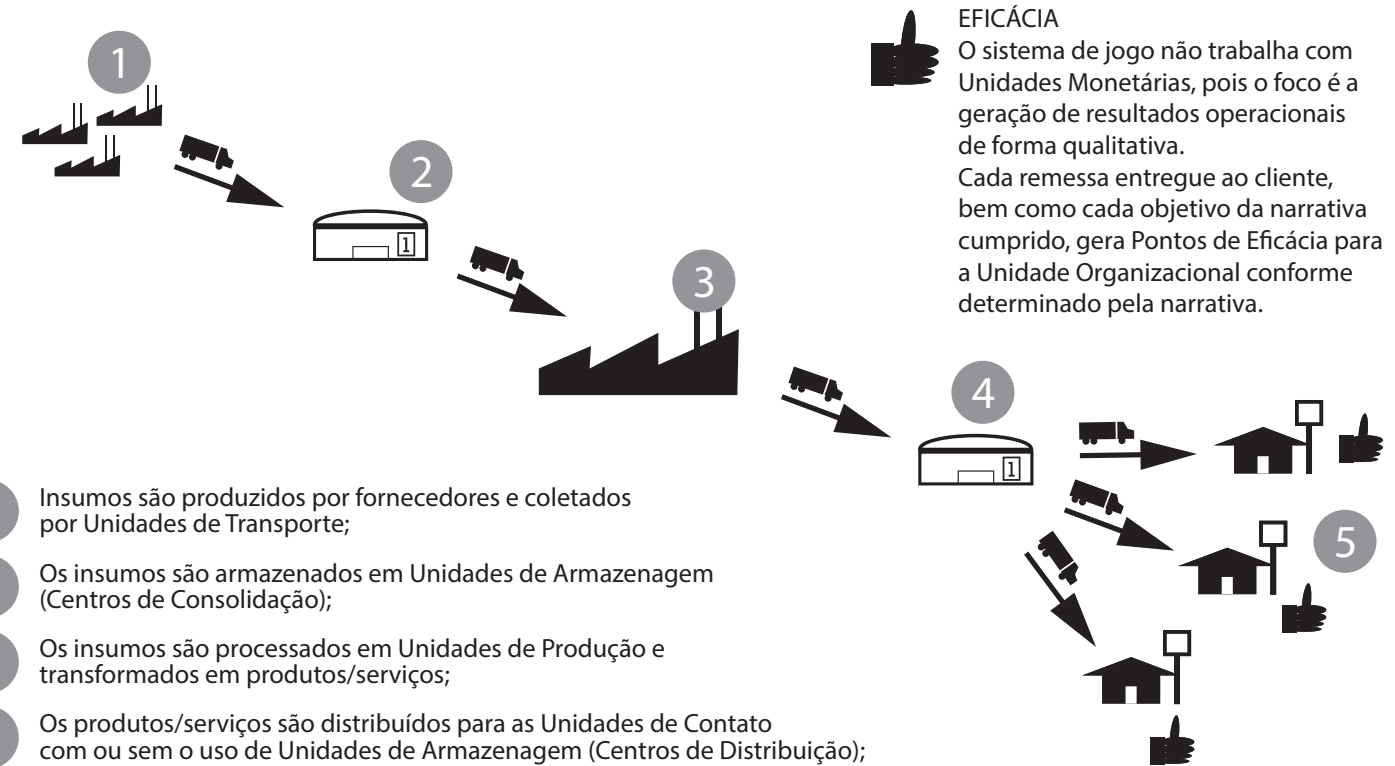 1
2
3
4
5
1
1
EFICÁCIA
O sistema de jogo não trabalha com
Unidades Monetárias, pois o foco é a
geração de resultados operacionais
de forma qualitativa.
Cada remessa entregue ao cliente,
bem como cada objetivo da narrativa
cumprido, gera Pontos de Eficácia para
a Unidade Organizacional conforme
determinado pela narrativa.
Insumos são produzidos por fornecedores e coletados
por Unidades de Transporte;
Os insumos são armazenados em Unidades de Armazenagem
(Centros de Consolidação);
Os insumos são processados em Unidades de Produção e
transformados em produtos/serviços;
Os produtos/serviços são distribuídos para as Unidades de Contato
com ou sem o uso de Unidades de Armazenagem (Centros de Distribuição);